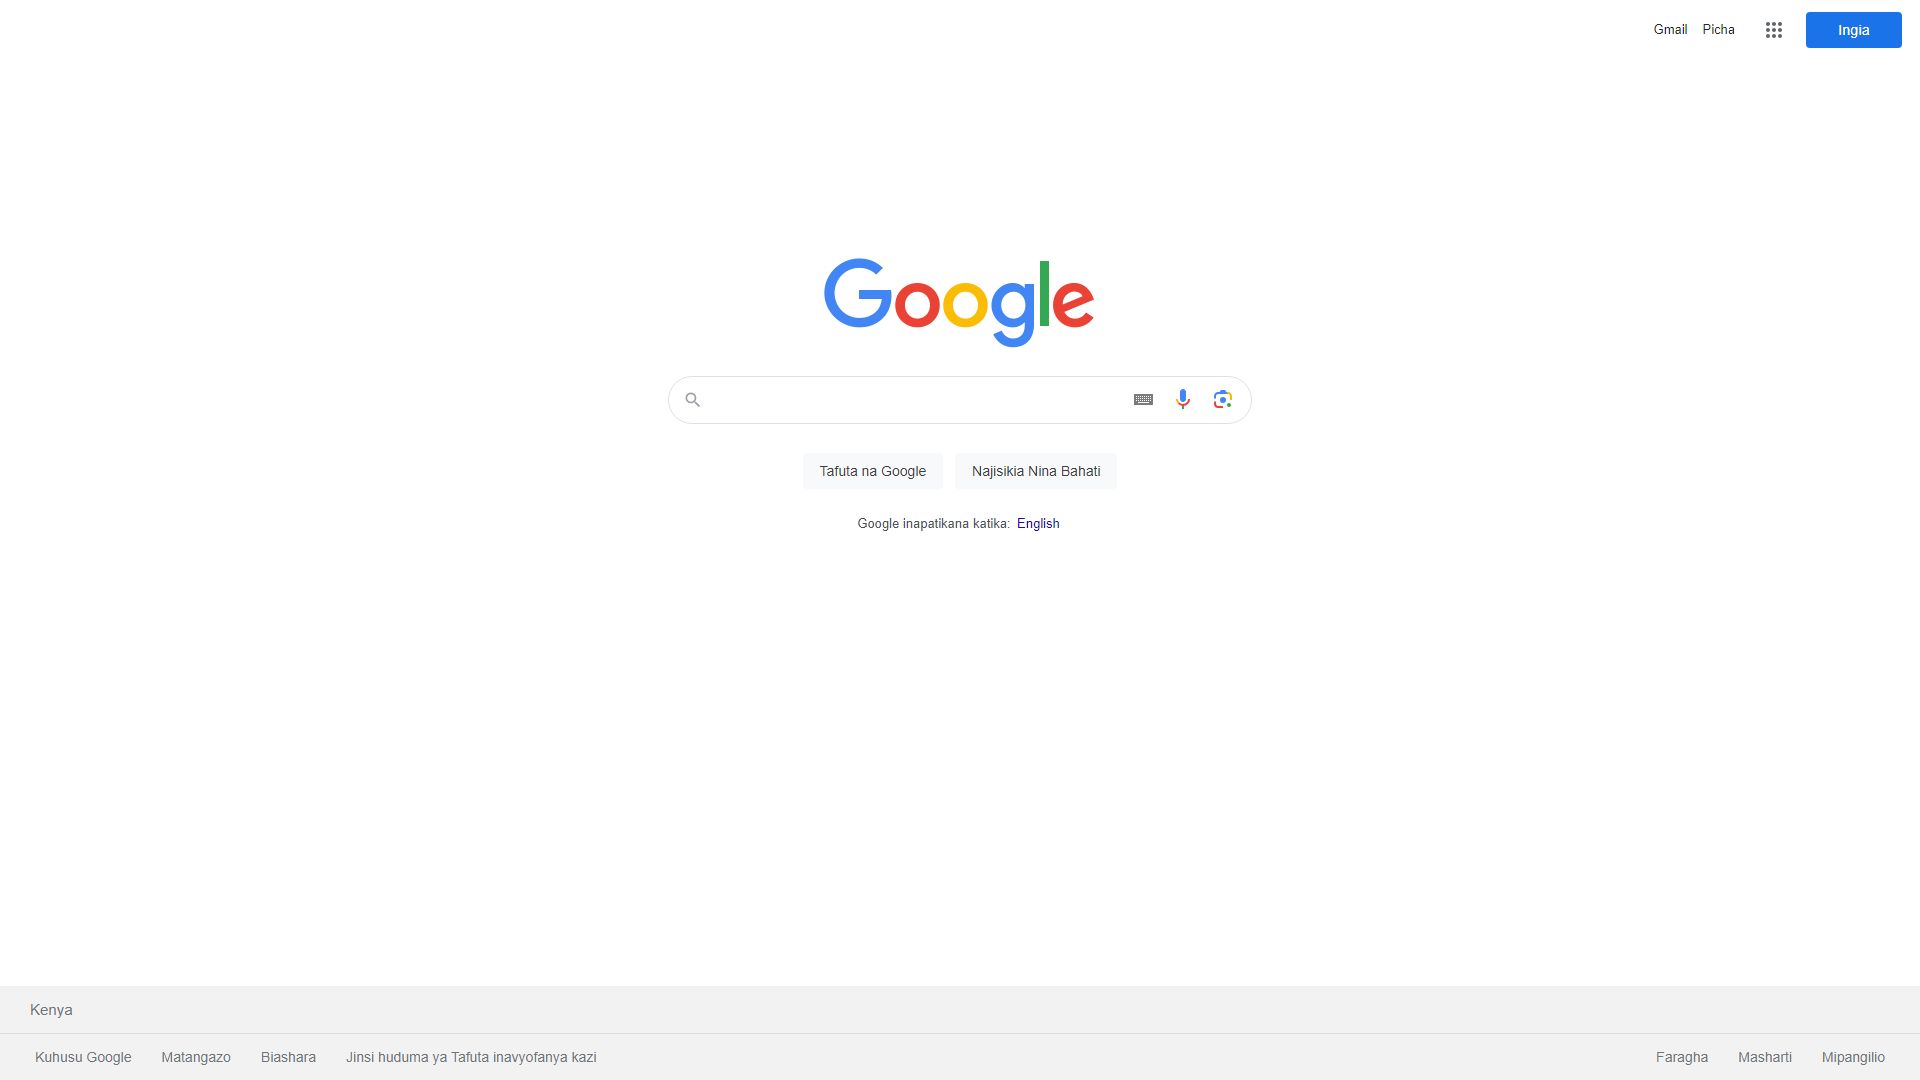 Gmail Picha Ingia
Google
Tafuta na Google Najisikia Nina Bahati
Google inapatikana katika: English
Kenya
Kuhusu Google Matangazo Biashara Jinsi huduma ya Tafuta inavyofanya kazi Faragha Masharti Mipangilio